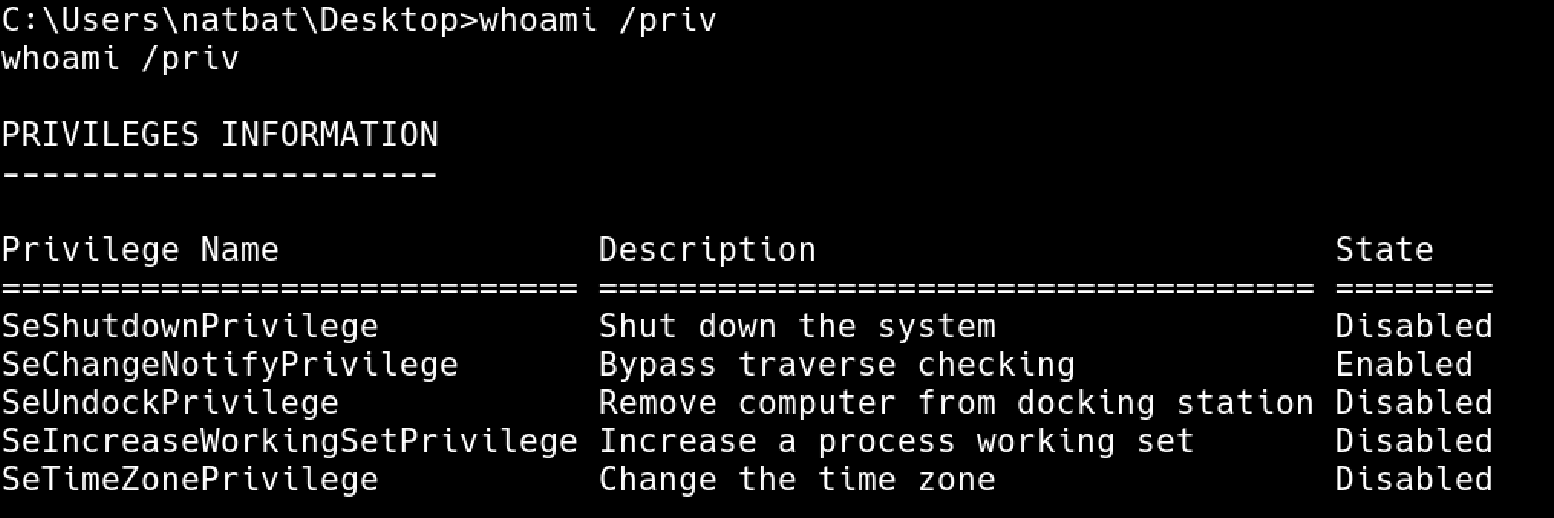 C:\Users\natbat\Desktop>whoami /priv
whoami /priv
PRIVILEGES INFORMATION
----------------------
Privilege Name                Description                          State
============================= ==================================== ========
SeShutdownPrivilege           Shut down the system                 Disabled
SeChangeNotifyPrivilege       Bypass traverse checking             Enabled
SeUndockPrivilege             Remove computer from docking station Disabled
SeIncreaseWorkingSetPrivilege Increase a process working set       Disabled
SeTimeZonePrivilege           Change the time zone                 Disabled